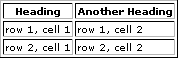 Heading Another Heading
row 1, cell 1 row 1, cell 2
row 2, cell 1 row 2, cell 2